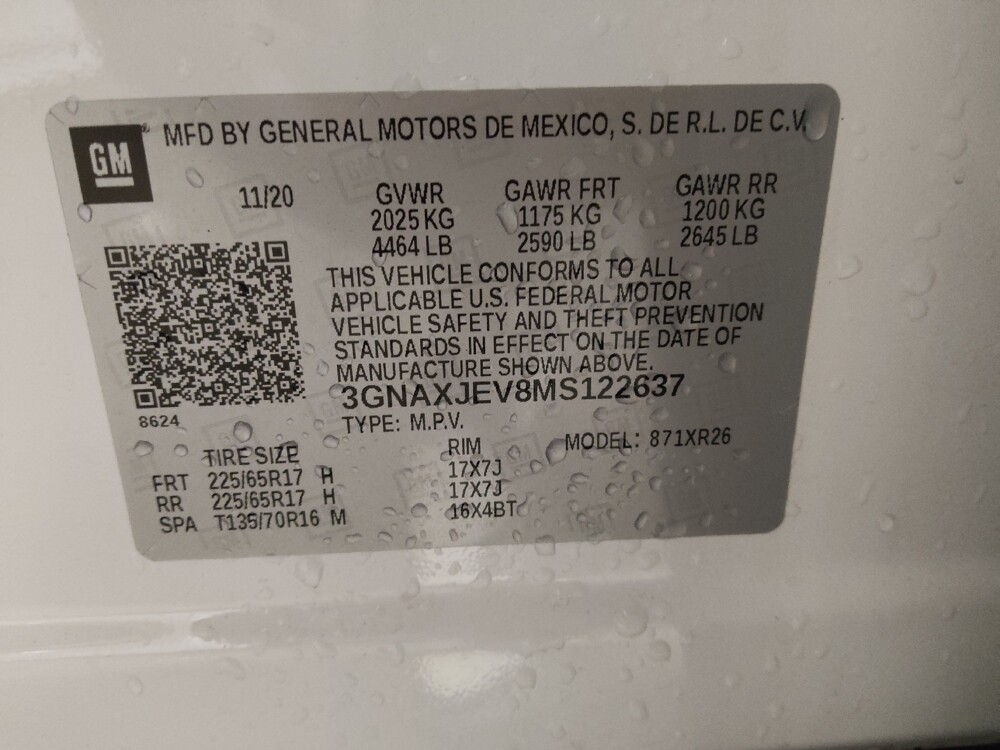 GM
MFD BY GENERAL MOTORS DE MEXICO, S. DE R.L. DE C.V.
11/20 GVWR GAWR FRT GAWR RR
2025 KG 1175 KG 1200 KG
4464 LB 2590 LB 2645 LB
THIS VEHICLE CONFORMS TO ALL
APPLICABLE U.S. FEDERAL MOTOR
VEHICLE SAFETY AND THEFT PREVENTION
STANDARDS IN EFFECT ON THE DATE OF
MANUFACTURE SHOWN ABOVE.
3GNAXJEV8MS122637
8624
TYPE: M.P.V. MODEL: 871XR26
TIRE SIZE RIM
FRT 225/65R17 H 17X7J
RR 225/65R17 H 17X7J
SPA T135/70R16 M 16X4BT